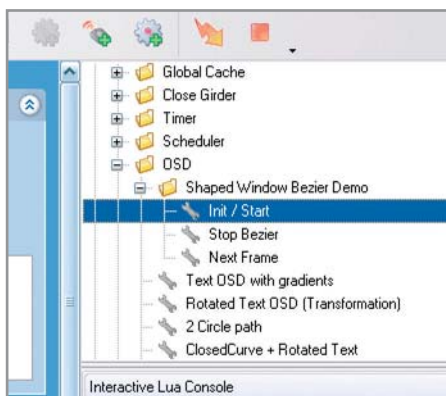 Global Cache
Close Girder
Timer
Scheduler
OSD
Shaped Window Bezier Demo
Init / Start
Stop Bezier
Next Frame
Text OSD with gradients
Rotated Text OSD (Transformation)
2 Circle path
ClosedCurve + Rotated Text
Interactive Lua Console